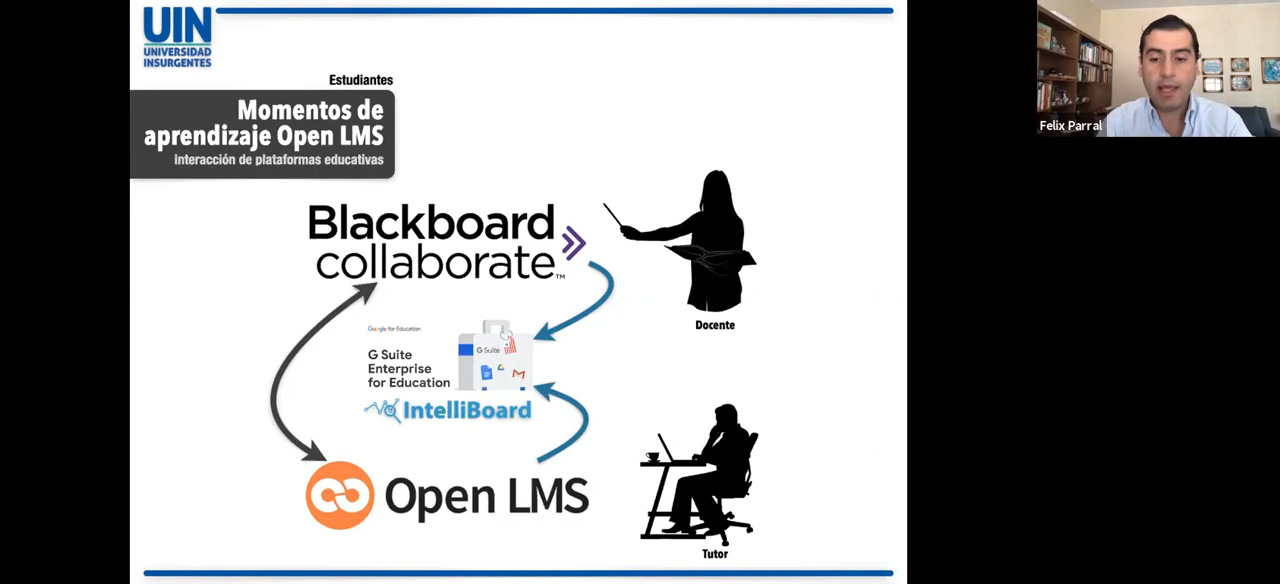 UIN
UNIVERSIDAD
INSURGENTES
Estudiantes
Momentos de
aprendizaje Open LMS
interacción de plataformas educativas
Felix Parral
Blackboard
collaborate™
Docente
Google for Education
G Suite
Enterprise
for Education
G Suite
IntelliBoard
Open LMS
Tutor